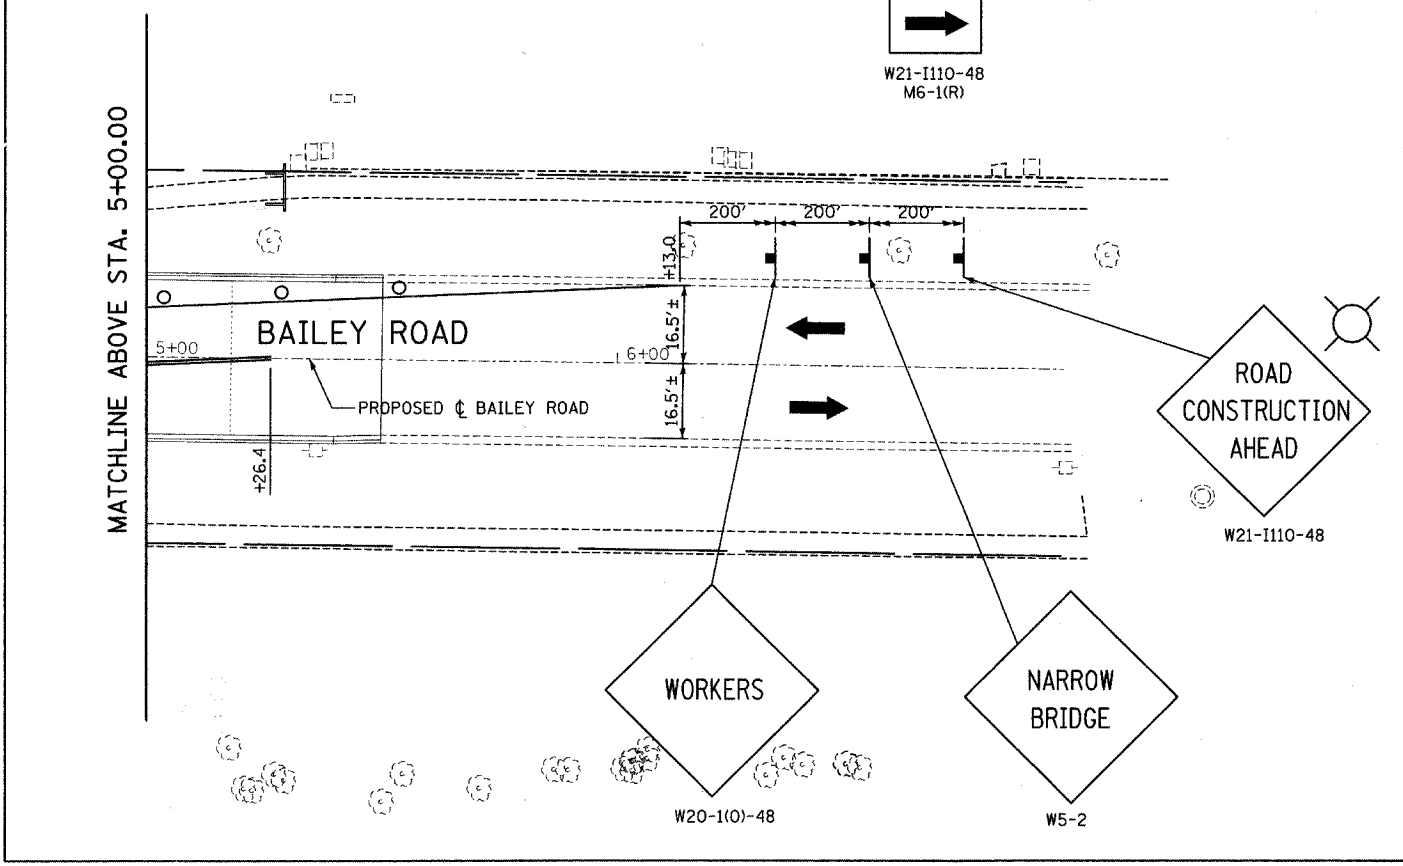 W21-I110-48
M6-1(R)
MATCHLINE ABOVE STA. 5+00.00
200'
200'
200'
+13.0
BAILEY ROAD
16.5'±
5+00
6+00
16.5'±
PROPOSED ℄ BAILEY ROAD
+26.4
ROAD
CONSTRUCTION
AHEAD
W21-I110-48
WORKERS
W20-1(O)-48
NARROW
BRIDGE
W5-2